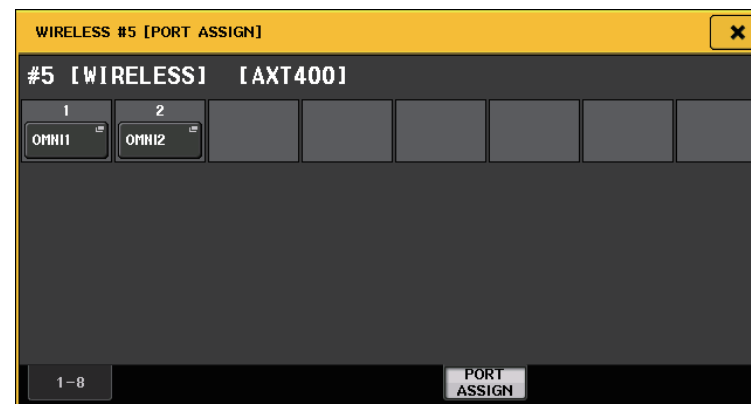 WIRELESS #5 [PORT ASSIGN]
#5 [WIRELESS] [AXT400]
1 2
OMNI1 OMNI2
1-8
PORT
ASSIGN